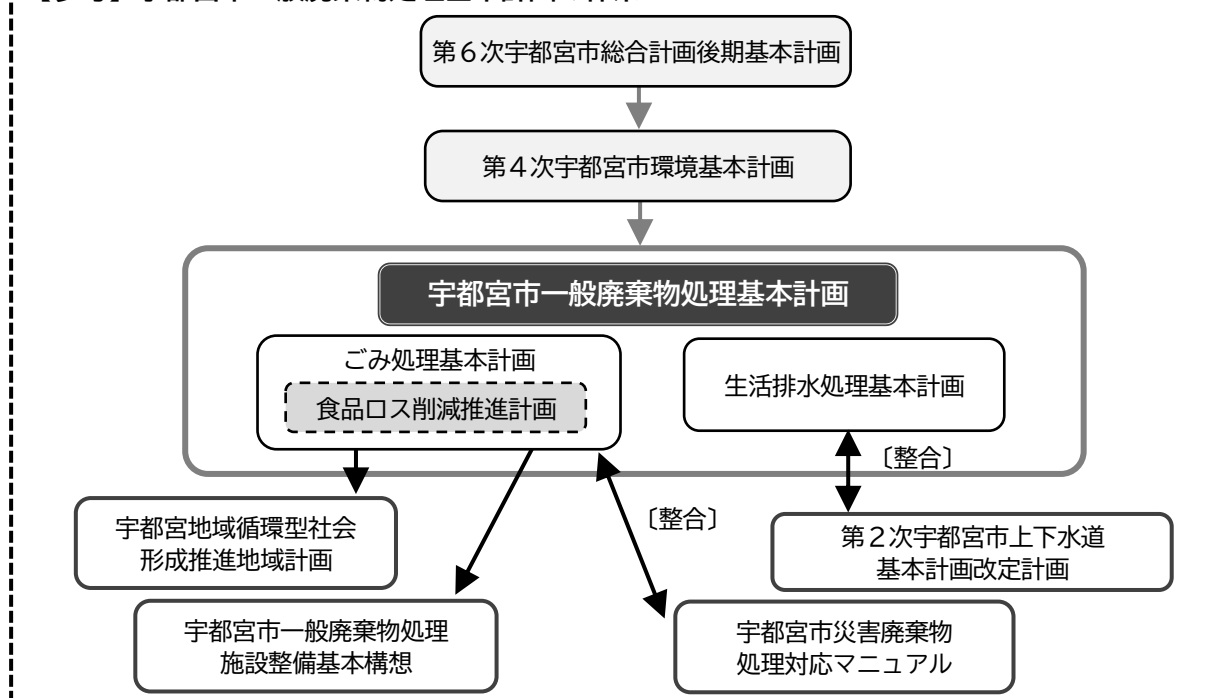 第６次宇都宮市総合計画後期基本計画
第４次宇都宮市環境基本計画
宇都宮市一般廃棄物処理基本計画
ごみ処理基本計画
食品ロス削減推進計画
生活排水処理基本計画
〔整合〕
〔整合〕
宇都宮地域循環型社会
形成推進地域計画
第２次宇都宮市上下水道
基本計画改定計画
宇都宮市一般廃棄物処理
施設整備基本構想
宇都宮市災害廃棄物
処理対応マニュアル